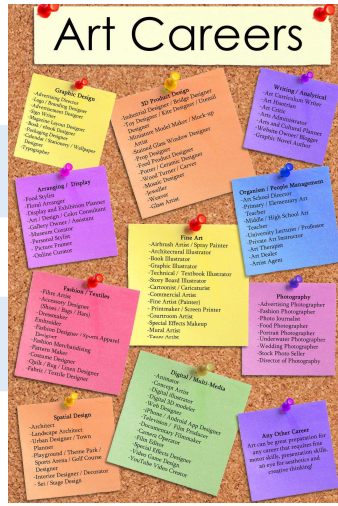 Art Careers
Graphic Design
-Advertising Director
-Logo / Branding Designer
-Advertisement Designer
-Sign Writer
-Magazine Layout Designer
-Book / ebook Designer
-Packaging Designer
-Calendar / Stationery / Wallpaper
Designer
-Typographer
3D Product Design
-Industrial Designer / Bridge Designer
-Toy Designer / Knit Designer / Utensil
Designer
-Miniature Model Maker / Mock-up
Artist
-Stained Glass Window Designer
-Prop Designer
-Food Designer
-Potter / Ceramic Designer
-Wood Turner / Carver
-Mosaic Designer
-Jeweller
-Weaver
-Glass Artist
Writing / Analytical
-Art Curriculum Writer
-Art Historian
-Art Critic
-Arts Administrator
-Arts and Cultural Planner
-Website Owner/ Blogger
-Graphic Novel Author
Arranging / Display
-Food Stylist
-Floral Arranger
-Display and Exhibition Planner
-Art / Design / Color Consultant
-Gallery Owner / Assistant
-Museum Curator
-Personal Stylist
- Picture Framer
-Online Curator
Fine Art
-Airbrush Artist / Spray Painter
-Architectural Illustrator
-Book Illustrator
-Graphic Illustrator
-Technical / Textbook Illustrator
-Story Board Illustrator
-Cartoonist/ Caricaturist
-Commercial Artist
-Fine Artist (Painter)
- Printmaker / Screen Printer
-Courtroom Artist
-Special Effects Makeup
-Mural Artist
Organism / People Management
-Art School Director
-Primary / Elementary Art
Teacher
-Middle / High School Art
Teacher
-University Lecturer / Professor
-Private Art Instructor
-Art Therapist
-Art Dealer
-Artist Agent
Fashion / Textiles
-Fibre Artist
-Accessory Designer
(Shoes / Bags / Hats)
-Dressmaker
-Embroider
-Fashion Designer / Sports Apparel
Designer
-Fashion Merchandising
-Pattern Maker
-Costume Designer
-Quilt / Rug / Linen Designer
-Fabric / Textile Designer
Photography
-Advertising Photographer
-Fashion Photographer
-Photo Journalist
-Food Photographer
-Portrait Photographer
-Underwater Photographer
-Wedding Photographer
-Stock Photo Seller
-Director of Photography
Digital / Multi-Media
-Animator
-Concept Artist
-Digital Illustrator
-Digital 3D modeler
-Web Designer
-iPhone / Android App Designer
-Television / Film Producer
-Documentary Filmmaker
-Camera Operator
-Film Editor
-Special Effects Designer
-Video Game Design
-YouTube Video Creator
Spatial Design
-Architect
-Landscape Architect
-Urban Designer / Town
Planner
-Playground / Theme Park /
Sports Arena / Golf Course
Designer
-Interior Designer / Decorator
- Set / Stage Design
Any Other Career
Art can be great preparation for
any career that requires fine
motor skills, presentation skills,
an eye for aesthetics and
creative thinking!